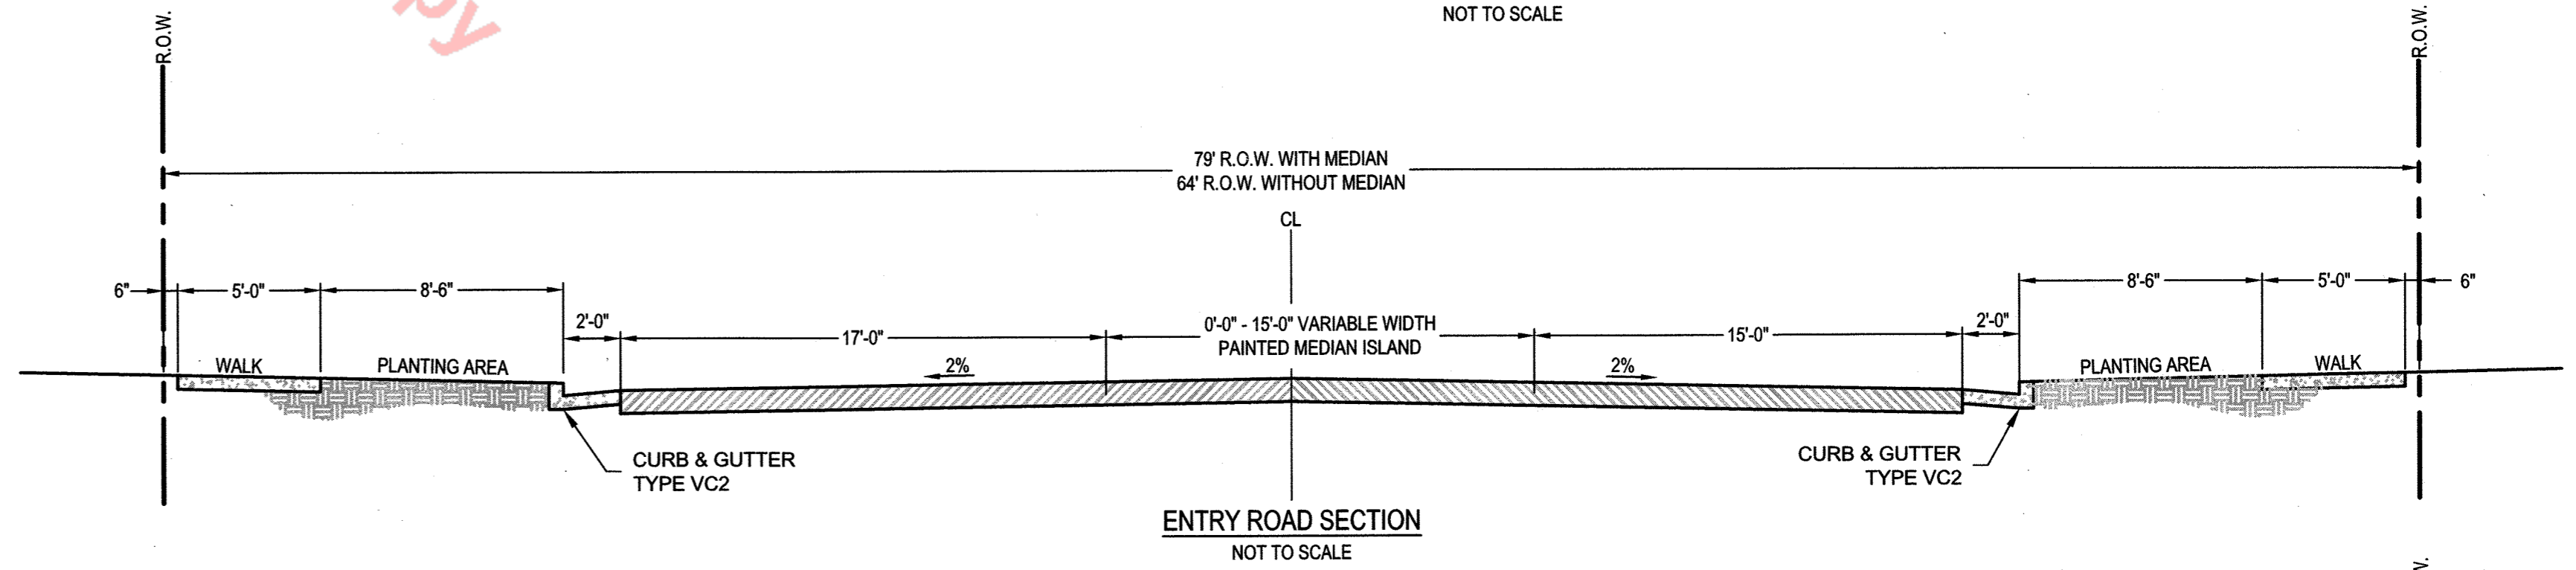 py
NOT TO SCALE
R.O.W.
R.O.W.
79' R.O.W. WITH MEDIAN
64' R.O.W. WITHOUT MEDIAN
CL
6"
5'-0"
8'-6"
2'-0"
17'-0"
0'-0" - 15'-0" VARIABLE WIDTH
PAINTED MEDIAN ISLAND
15'-0"
2'-0"
8'-6"
5'-0"
6"
WALK
PLANTING AREA
2%
2%
PLANTING AREA
WALK
CURB & GUTTER
TYPE VC2
CURB & GUTTER
TYPE VC2
ENTRY ROAD SECTION
NOT TO SCALE